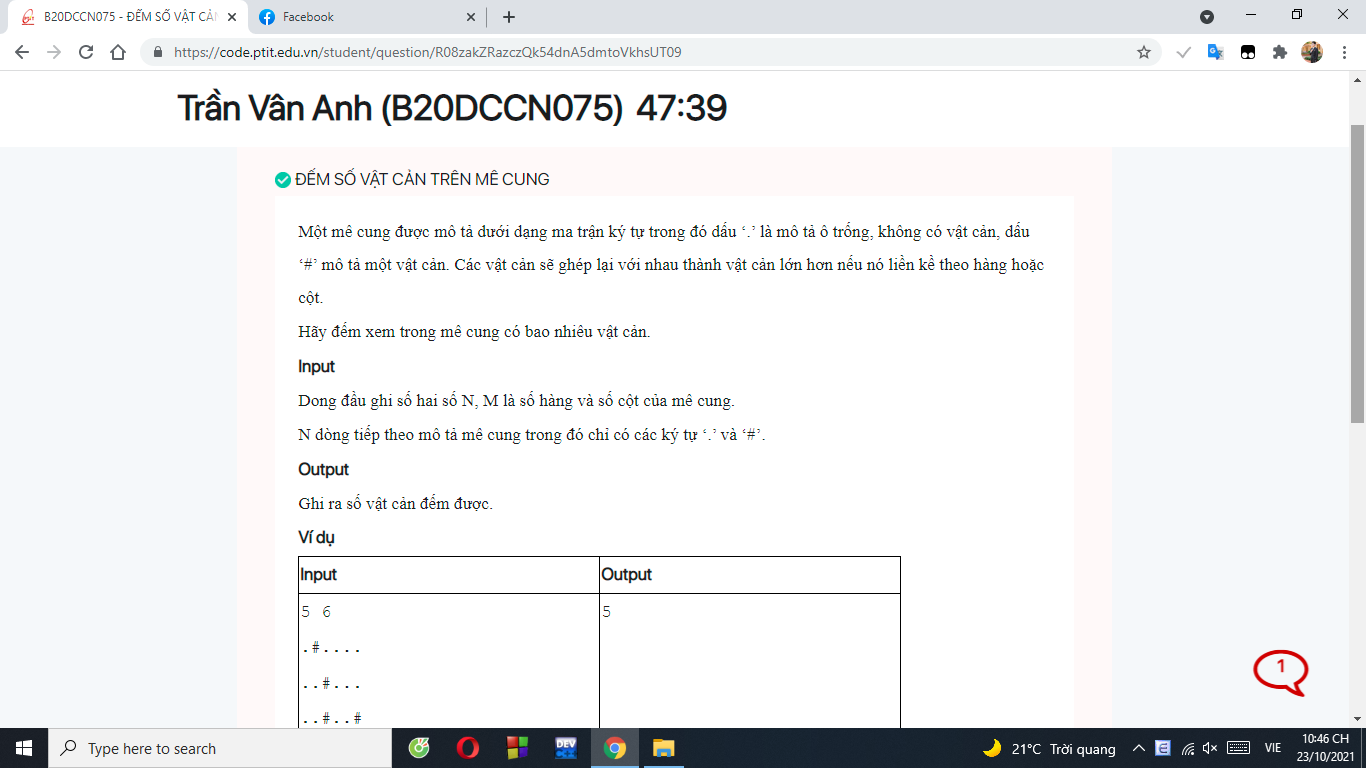 B20DCCN075 - ĐẾM SỐ VẬT CẢN
Facebook
https://code.ptit.edu.vn/student/question/R08zakZRazczQk54dnA5dmtoVkhsUT09
Trần Vân Anh (B20DCCN075) 47:39
ĐẾM SỐ VẬT CẢN TRÊN MÊ CUNG
Một mê cung được mô tả dưới dạng ma trận ký tự trong đó dấu ‘.’ là mô tả ô trống, không có vật cản, dấu
‘#’ mô tả một vật cản. Các vật cản sẽ ghép lại với nhau thành vật cản lớn hơn nếu nó liền kề theo hàng hoặc
cột.
Hãy đếm xem trong mê cung có bao nhiêu vật cản.
Input
Dong đầu ghi số hai số N, M là số hàng và số cột của mê cung.
N dòng tiếp theo mô tả mê cung trong đó chỉ có các ký tự ‘.’ và ‘#’.
Output
Ghi ra số vật cản đếm được.
Ví dụ
Input Output
5 6 5
.#....
..#...
..#..#
1
Type here to search
DEV
21°C Trời quang
VIE
10:46 CH
23/10/2021